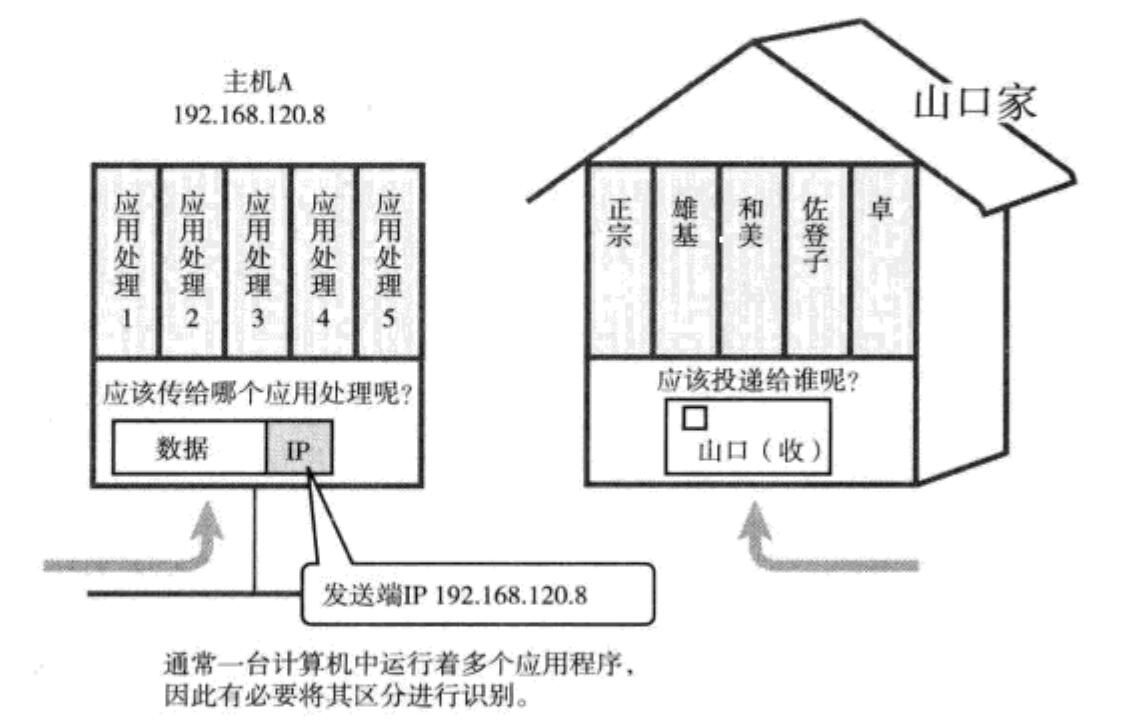 主机A
192.168.120.8
应用处理1
应用处理2
应用处理3
应用处理4
应用处理5
应该传给哪个应用处理呢?
数据
IP
发送端IP 192.168.120.8
山口家
正宗
雄基
和美
佐登子
卓
应该投递给谁呢?
山口（收）
通常一台计算机中运行着多个应用程序，
因此有必要将其区分进行识别。